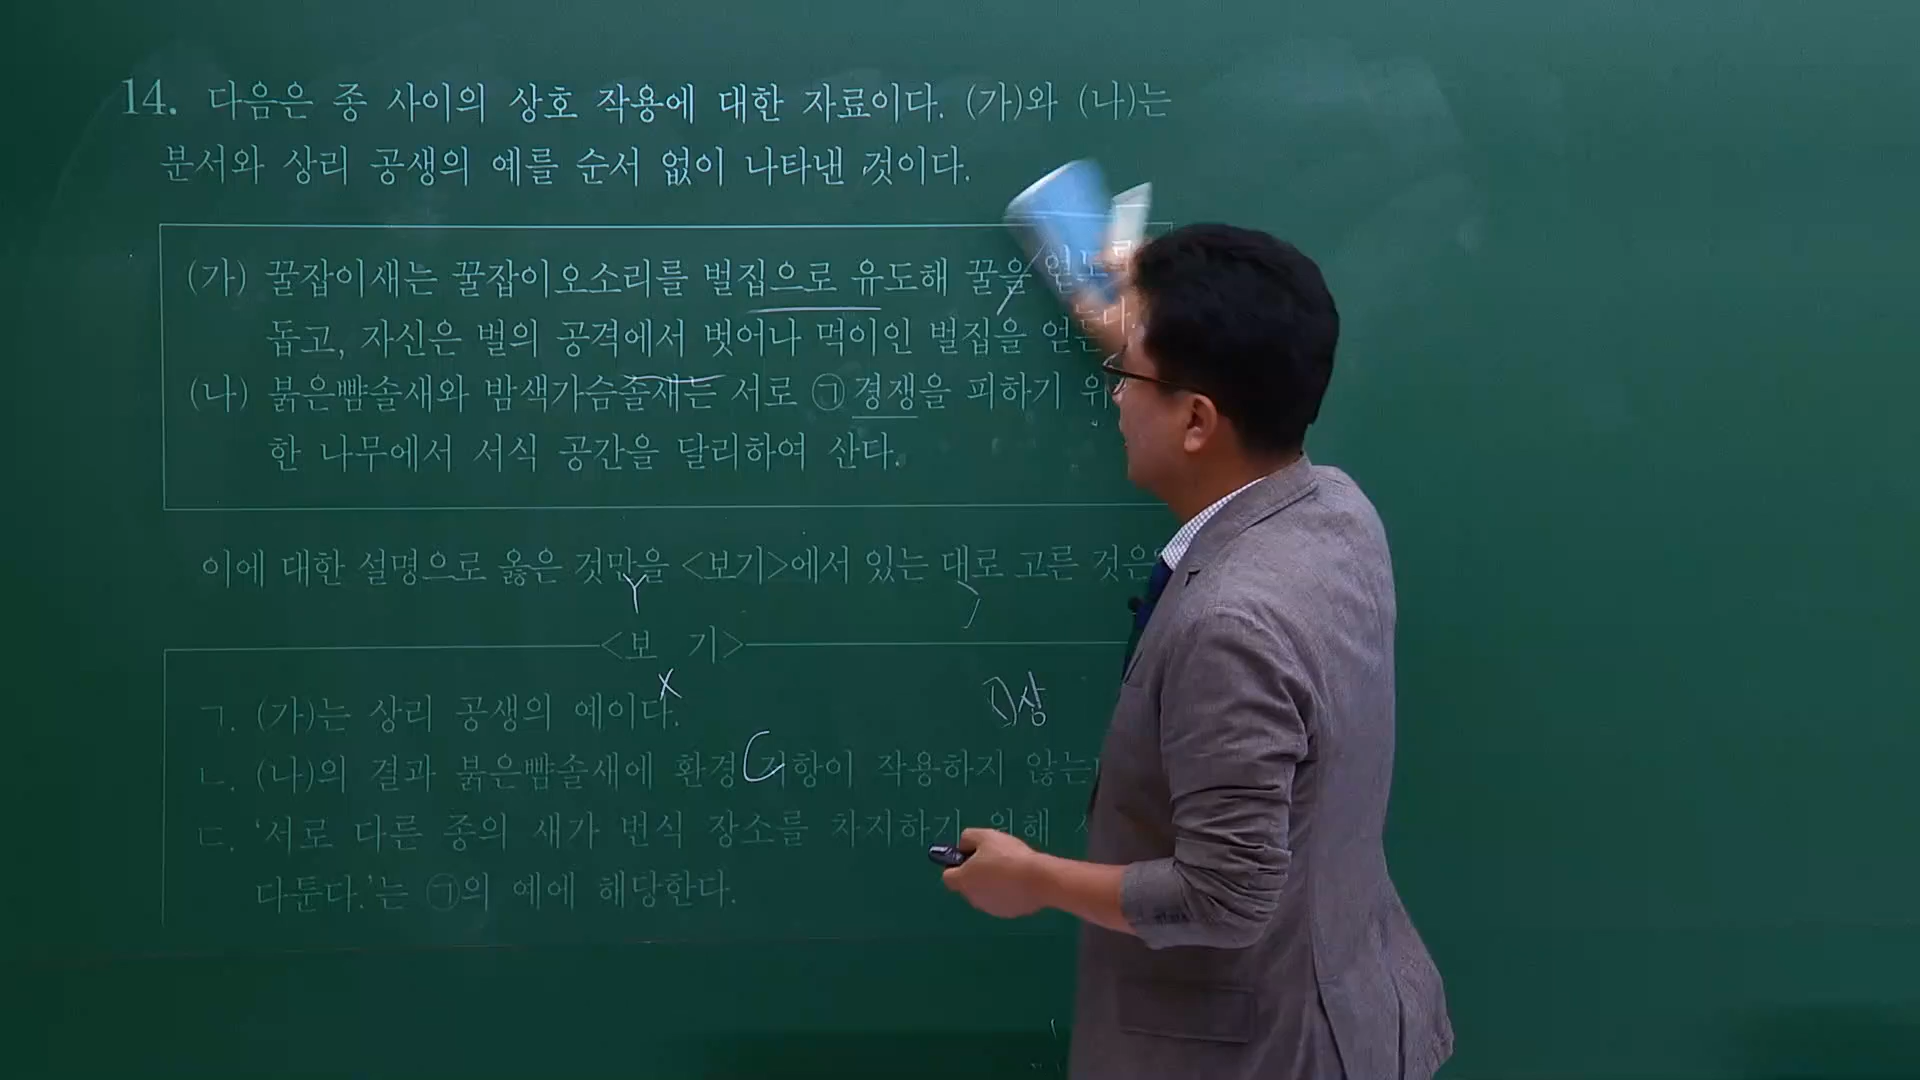 14. 다음은 종 사이의 상호 작용에 대한 자료이다. (가)와 (나)는
분서와 상리 공생의 예를 순서 없이 나타낸 것이다.
(가) 꿀잡이새는 꿀잡이오소리를 벌집으로 유도해 꿀을
돕고, 자신은 벌의 공격에서 벗어나 먹이인 벌집을
(나) 붉은뺨솔새와 밤색가슴솔새는 서로 ㉠경쟁을 피하기
한 나무에서 서식 공간을 달리하여 산다.
이에 대한 설명으로 옳은 것만을 <보기>에서 있는 대로 고른 것은
<보 기>
ㄱ. (가)는 상리 공생의 예이다.
ㄴ. (나)의 결과 붉은뺨솔새에 환경 저항이 작용하지 않는
ㄷ. '서로 다른 종의 새가 번식 장소를 차지하기 위해
다툰다.'는 ㉠의 예에 해당한다.